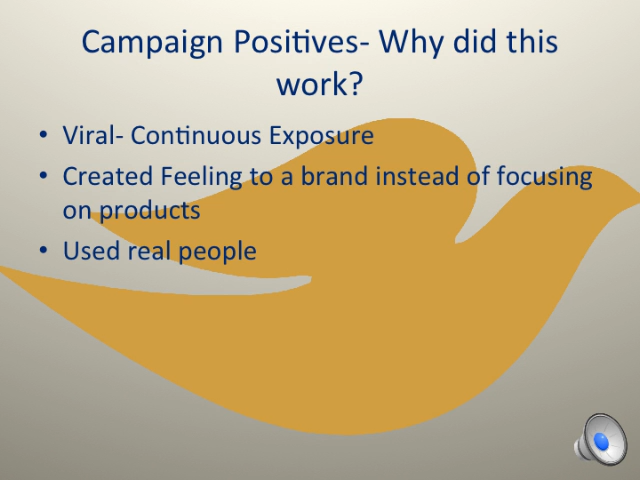 Campaign Positives- Why did this
work?
• Viral- Continuous Exposure
• Created Feeling to a brand instead of focusing
on products
• Used real people